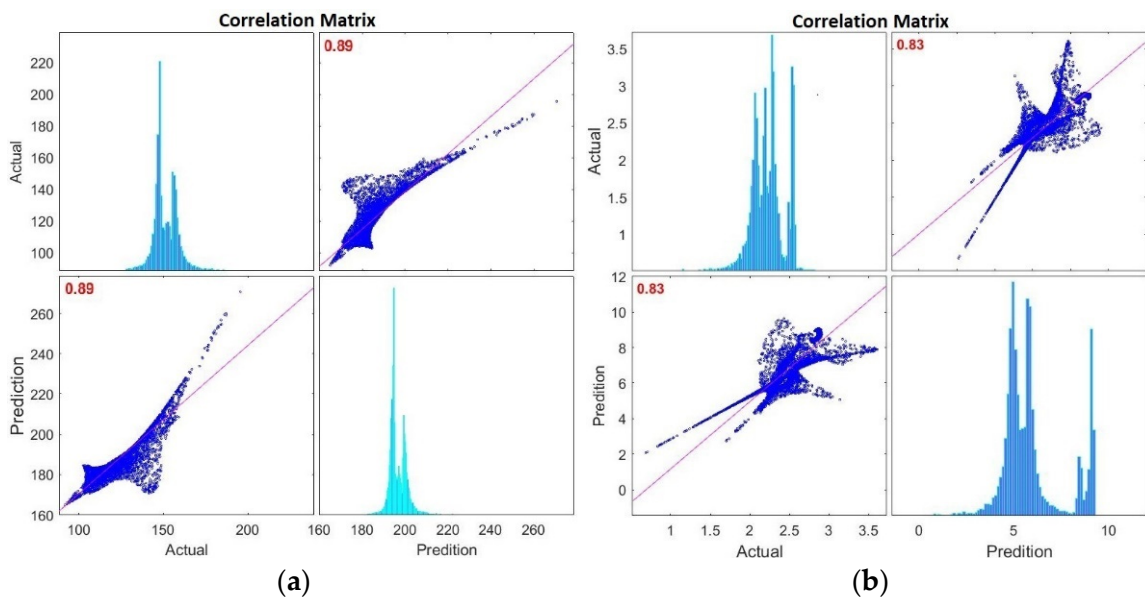 Correlation Matrix
0.89
220
200
180
160
140
120
100
Actual
0.89
260
240
220
200
180
160
Prediction
100 150 200
Actual
160 180 200 220 240 260
Predition
(a)
Correlation Matrix
0.83
3.5
3
2.5
2
1.5
1
Actual
0.83
12
10
8
6
4
2
0
Predition
1 1.5 2 2.5 3 3.5
Actual
0 5 10
Predition
(b)